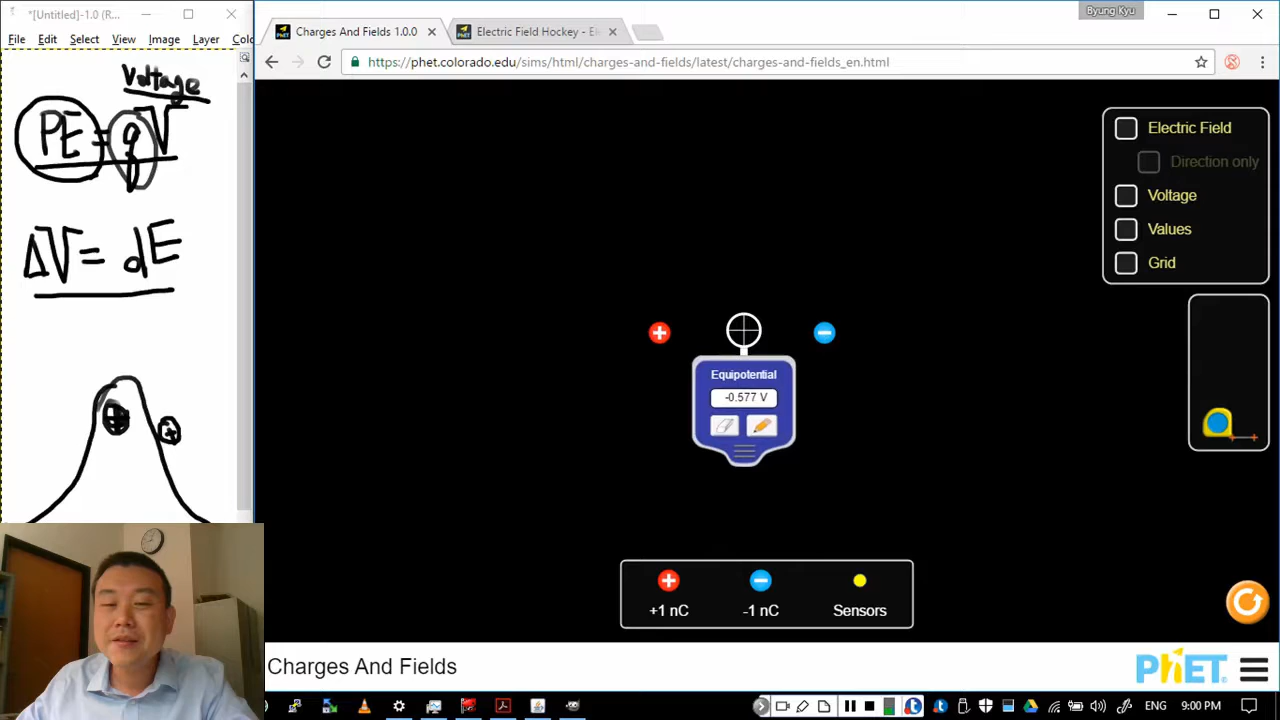 *[Untitled]-1.0 (R...
File Edit Select View Image Layer Colo
Voltage
PE = qV
ΔV = dE
Byung Kyu
Charges And Fields 1.0.0
Electric Field Hockey - El
https://phet.colorado.edu/sims/html/charges-and-fields/latest/charges-and-fields_en.html
Electric Field
Direction only
Voltage
Values
Grid
+
−
Equipotential
-0.577 V
+
+
+
−
+1 nC
-1 nC
Sensors
Charges And Fields
PhET
ENG
9:00 PM